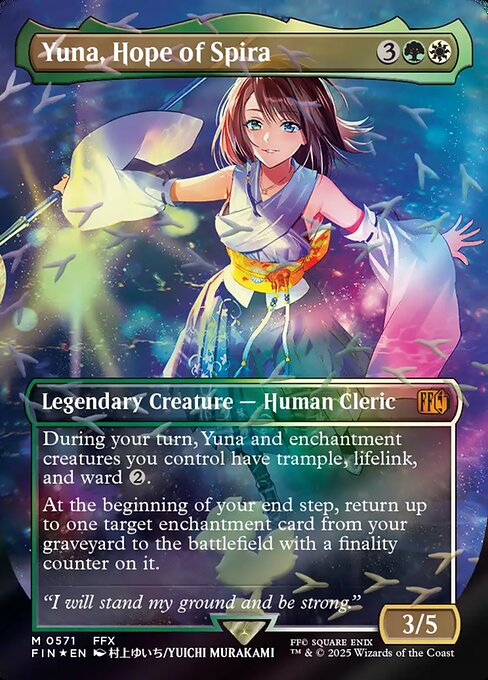 Yuna, Hope of Spira 3
Legendary Creature — Human Cleric
During your turn, Yuna and enchantment
creatures you control have trample, lifelink,
and ward 2.
At the beginning of your end step, return up
to one target enchantment card from your
graveyard to the battlefield with a finality
counter on it.
“I will stand my ground and be strong.”
3/5
M 0571 FFX
FIN★EN 村上ゆいち/YUICHI MURAKAMI
FF© SQUARE ENIX
™ & © 2025 Wizards of the Coast